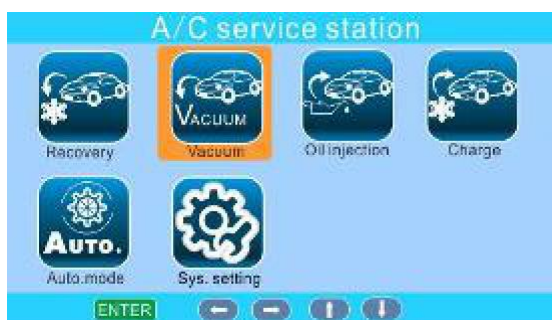 A/C service station
VACUUM
Recovery
Vacuum
Oil injection
Charge
AUTO.
Auto.mode
Sys. setting
ENTER